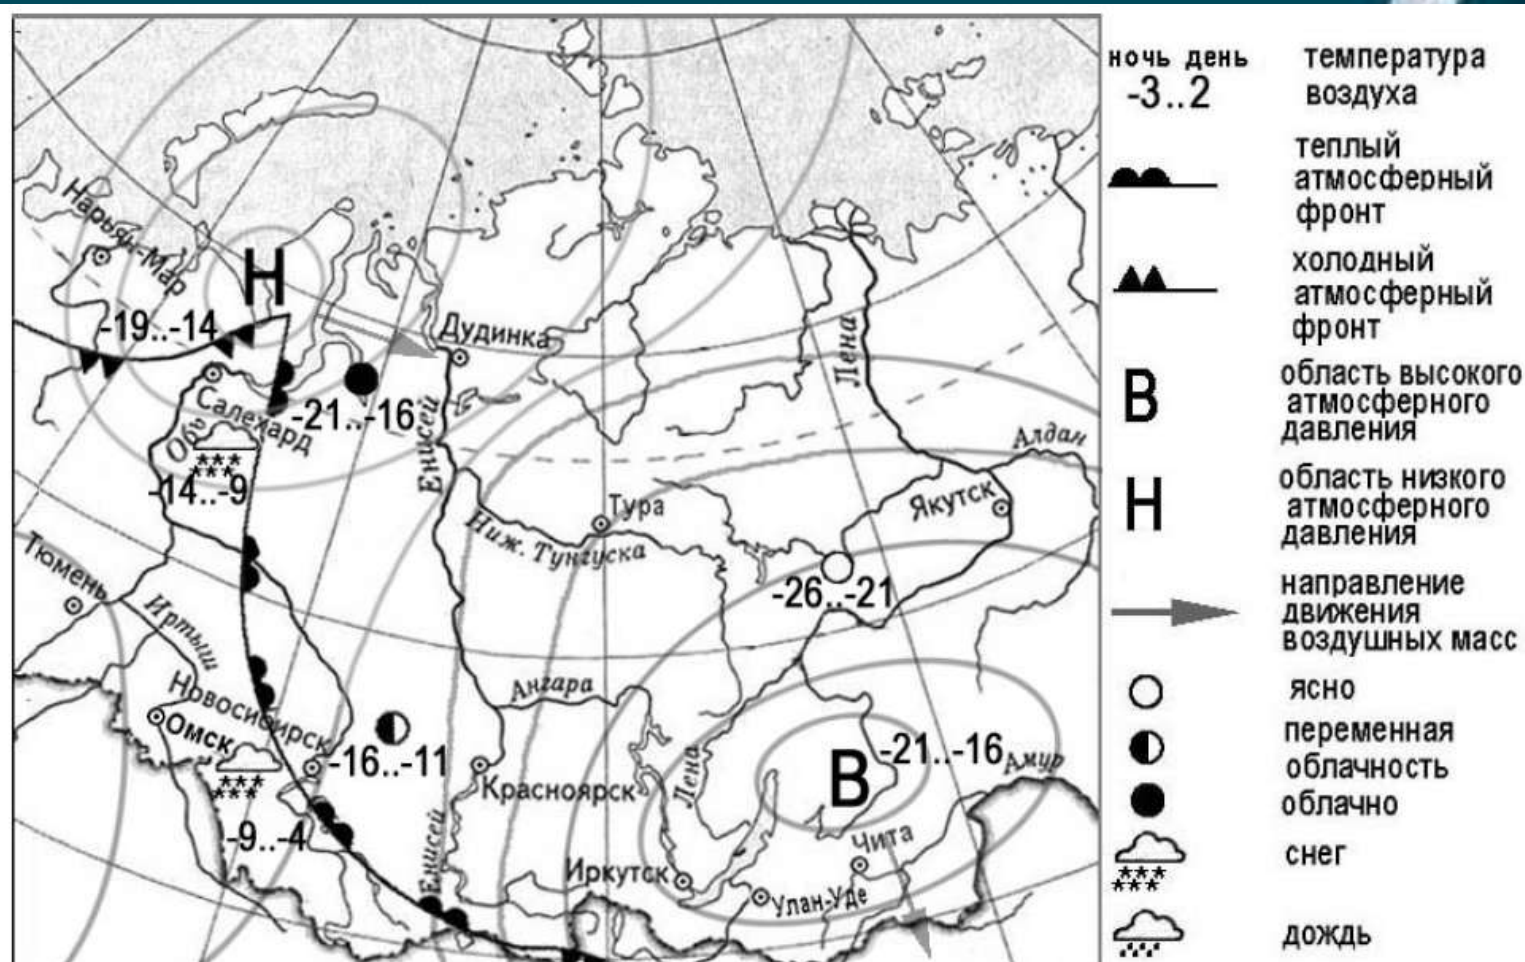 Нарьян-Мар
Н
-19..-14
Дудинка
Салехард
Обь
-21..-16
-14..-9
Енисей
Лена
Алдан
Тура
Якутск
Ниж. Тунгуска
-26..-21
Тюмень
Иртыш
Ангара
Новосибирск
Омск
-16..-11
Красноярск
Лена
В
-21..-16
Амур
-9..-4
Енисей
Иркутск
Чита
Улан-Уде
ночь день
температура
-3..2
воздуха
теплый
атмосферный
фронт
холодный
атмосферный
фронт
В
область высокого
атмосферного
давления
Н
область низкого
атмосферного
давления
направление
движения
воздушных масс
ясно
переменная
облачность
облачно
снег
дождь